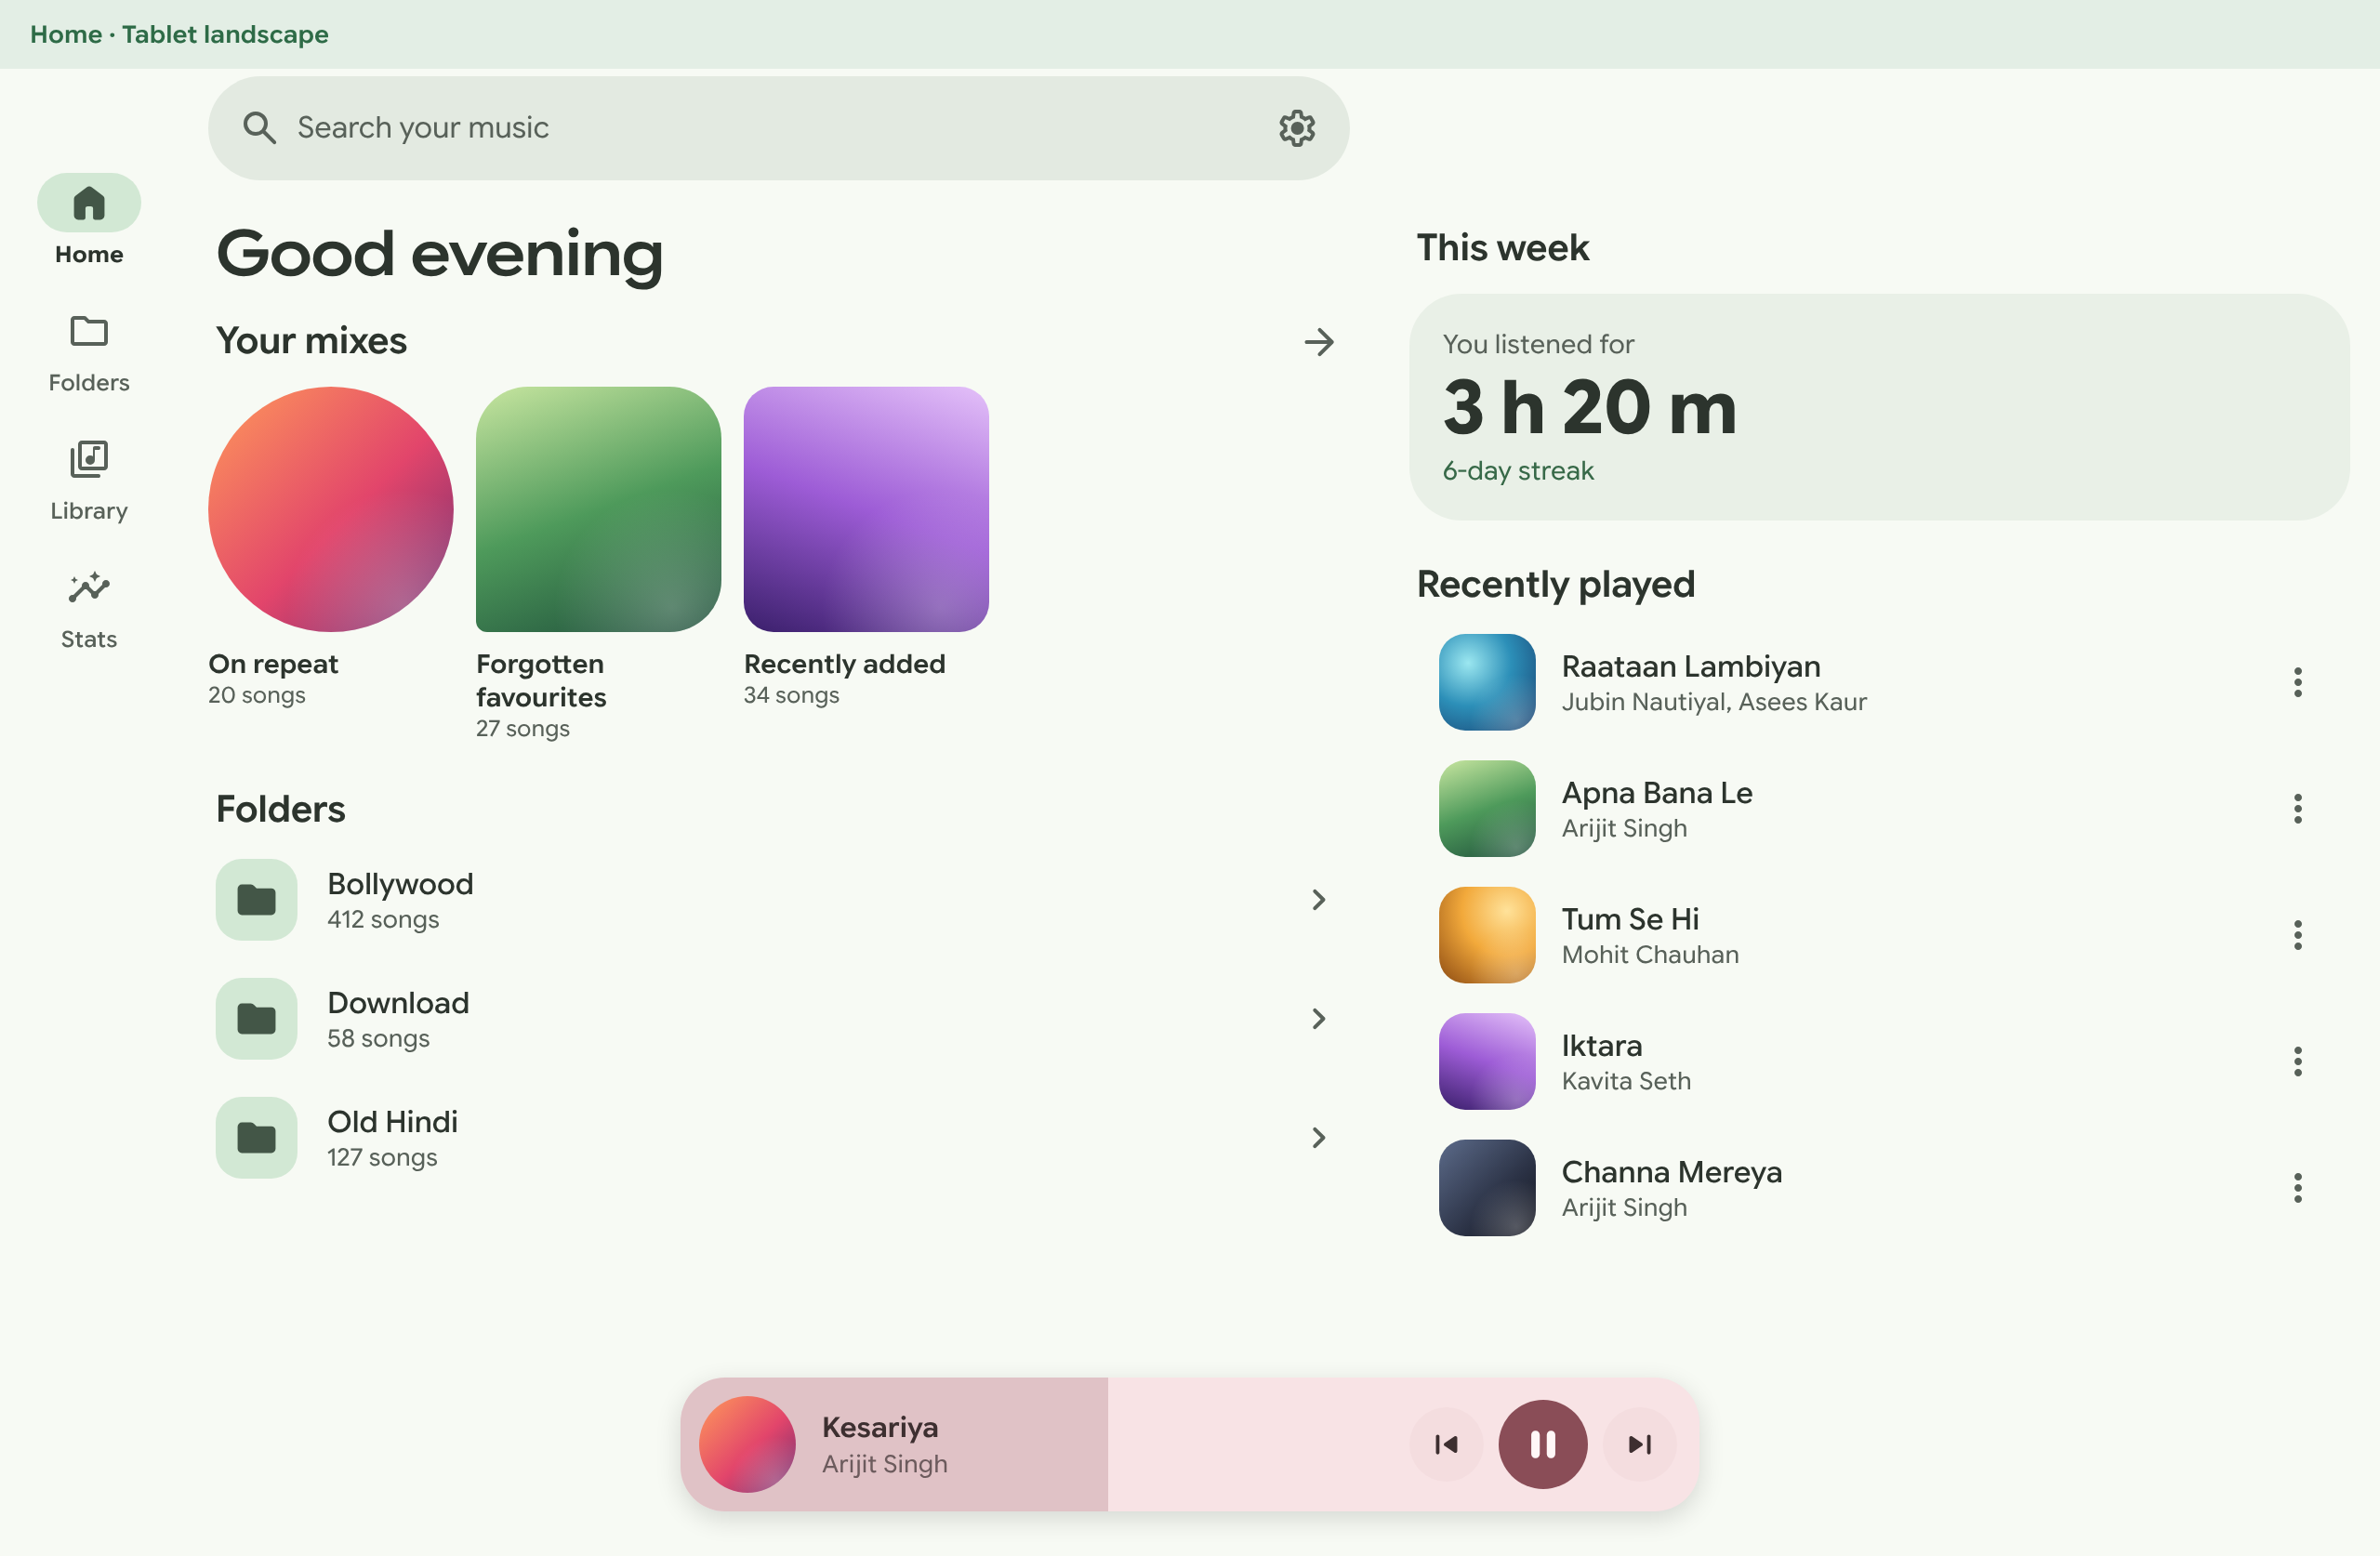 Home · Tablet landscape
Search your music
Home
Folders
Library
Stats
Good evening
Your mixes
On repeat
20 songs
Forgotten
favourites
27 songs
Recently added
34 songs
Folders
Bollywood
412 songs
Download
58 songs
Old Hindi
127 songs
This week
You listened for
3 h 20 m
6-day streak
Recently played
Raataan Lambiyan
Jubin Nautiyal, Asees Kaur
Apna Bana Le
Arijit Singh
Tum Se Hi
Mohit Chauhan
Iktara
Kavita Seth
Channa Mereya
Arijit Singh
Kesariya
Arijit Singh